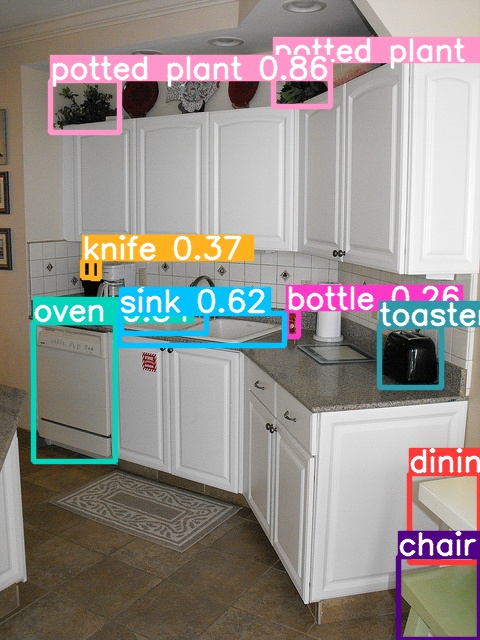 potted plant
potted plant 0.86
knife 0.37
sink 0.62
bottle 0.26
oven
toaster
dinin
chair